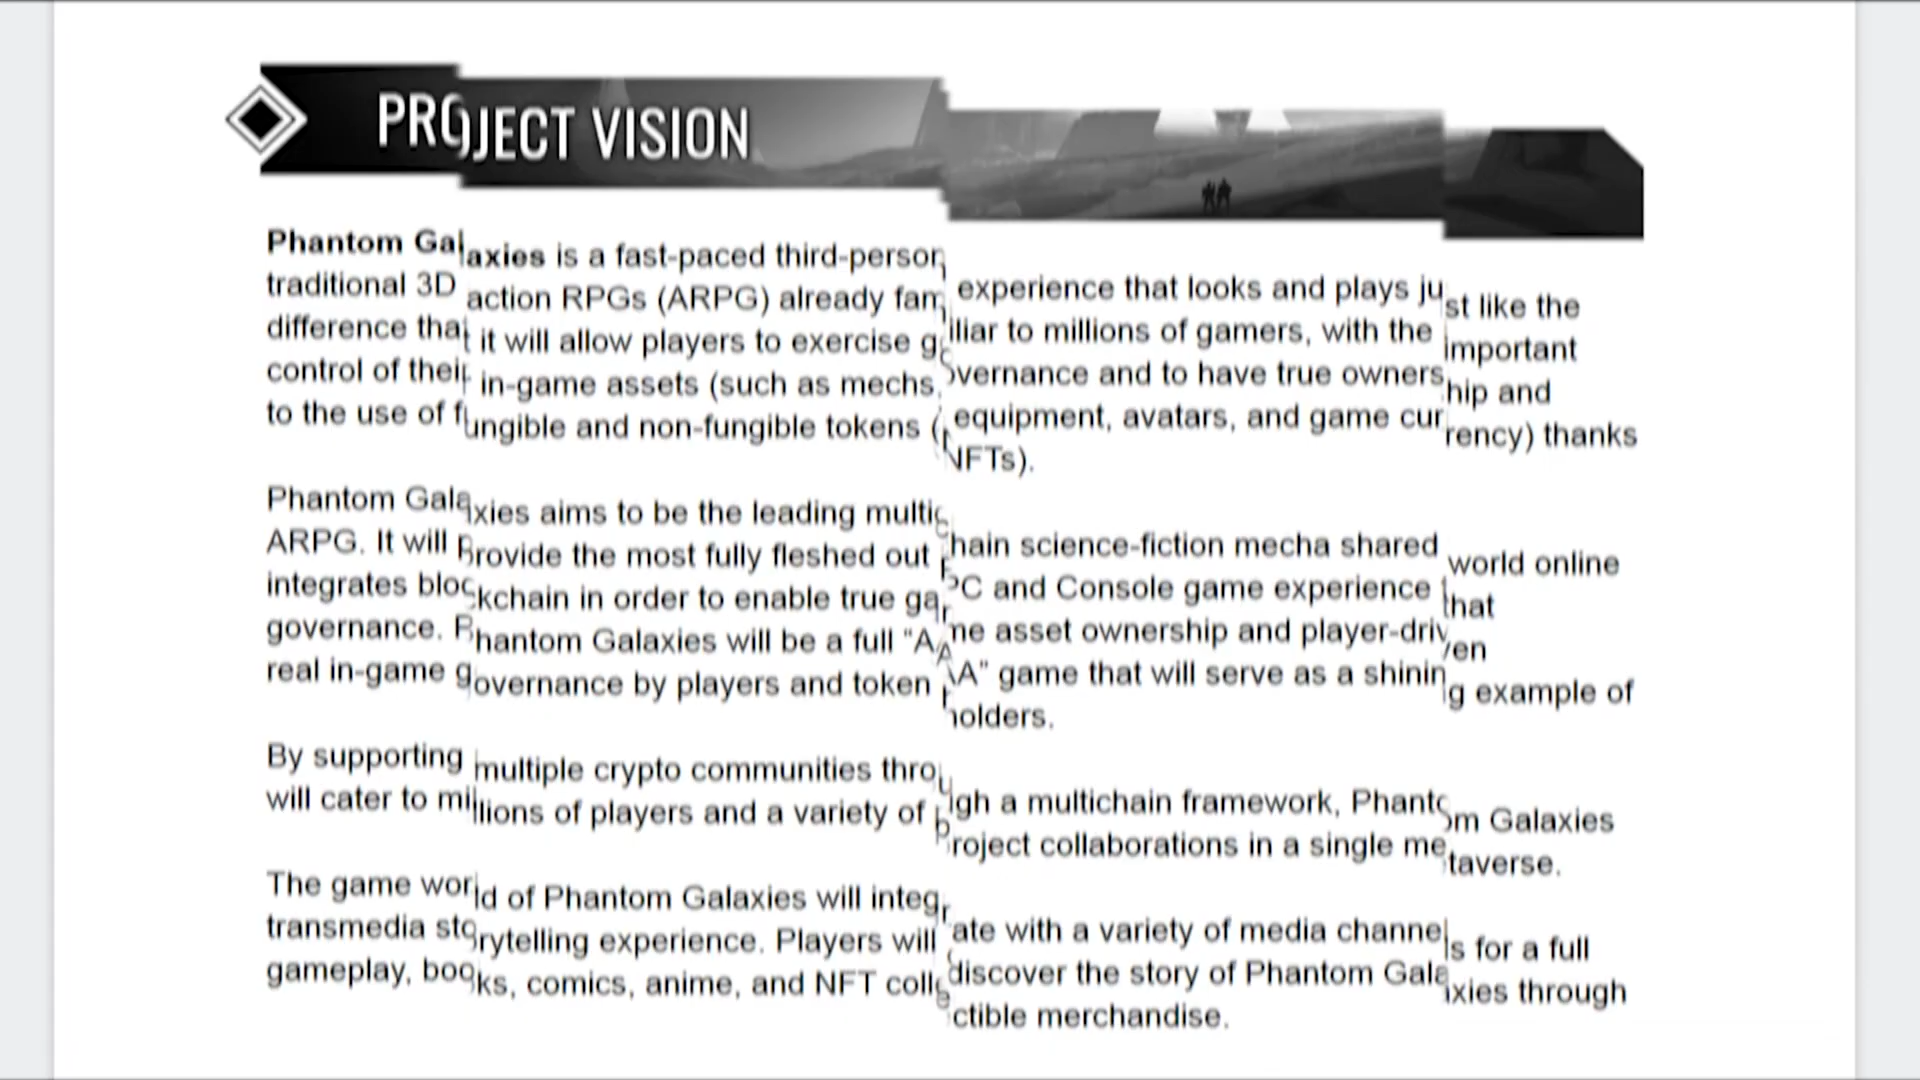 PROJECT VISION
Phantom Galaxies is a fast-paced third-person experience that looks and plays just like the
traditional 3D action RPGs (ARPG) already familiar to millions of gamers, with the important
difference that it will allow players to exercise governance and to have true ownership and
control of their in-game assets (such as mechs, equipment, avatars, and game currency) thanks
to the use of fungible and non-fungible tokens (NFTs).
Phantom Galaxies aims to be the leading multichain science-fiction mecha shared world online
ARPG. It will provide the most fully fleshed out PC and Console game experience that
integrates blockchain in order to enable true game asset ownership and player-driven
governance. Phantom Galaxies will be a full "AAA" game that will serve as a shining example of
real in-game governance by players and token holders.
By supporting multiple crypto communities through a multichain framework, Phantom Galaxies
will cater to millions of players and a variety of project collaborations in a single metaverse.
The game world of Phantom Galaxies will integrate with a variety of media channels for a full
transmedia storytelling experience. Players will discover the story of Phantom Galaxies through
gameplay, books, comics, anime, and NFT collectible merchandise.